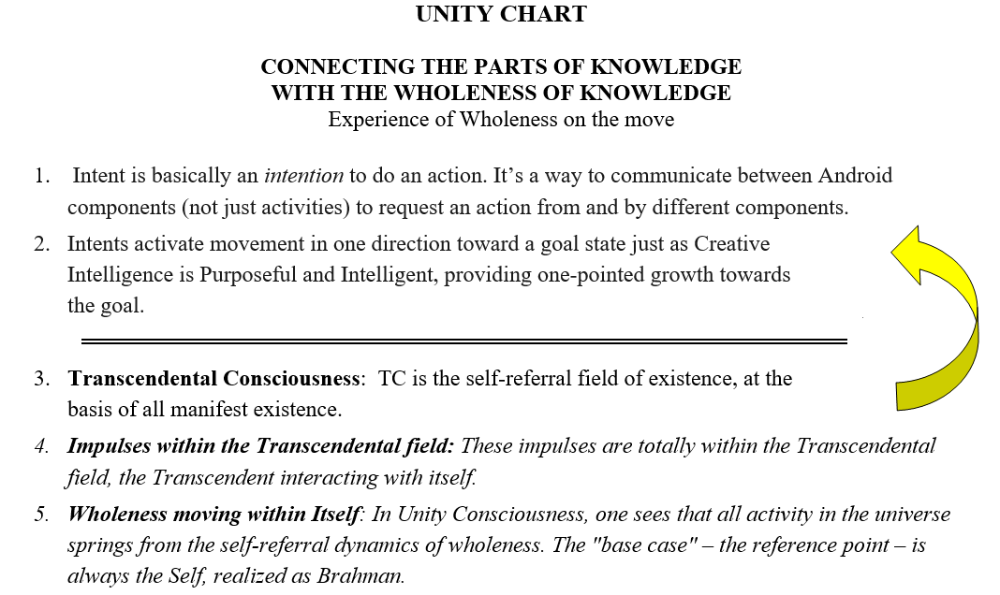 UNITY CHART
CONNECTING THE PARTS OF KNOWLEDGE
WITH THE WHOLENESS OF KNOWLEDGE
Experience of Wholeness on the move
1. Intent is basically an intention to do an action. It’s a way to communicate between Android
components (not just activities) to request an action from and by different components.
2. Intents activate movement in one direction toward a goal state just as Creative
Intelligence is Purposeful and Intelligent, providing one-pointed growth towards
the goal.
3. Transcendental Consciousness: TC is the self-referral field of existence, at the
basis of all manifest existence.
4. Impulses within the Transcendental field: These impulses are totally within the Transcendental
field, the Transcendent interacting with itself.
5. Wholeness moving within Itself: In Unity Consciousness, one sees that all activity in the universe
springs from the self-referral dynamics of wholeness. The "base case" – the reference point – is
always the Self, realized as Brahman.